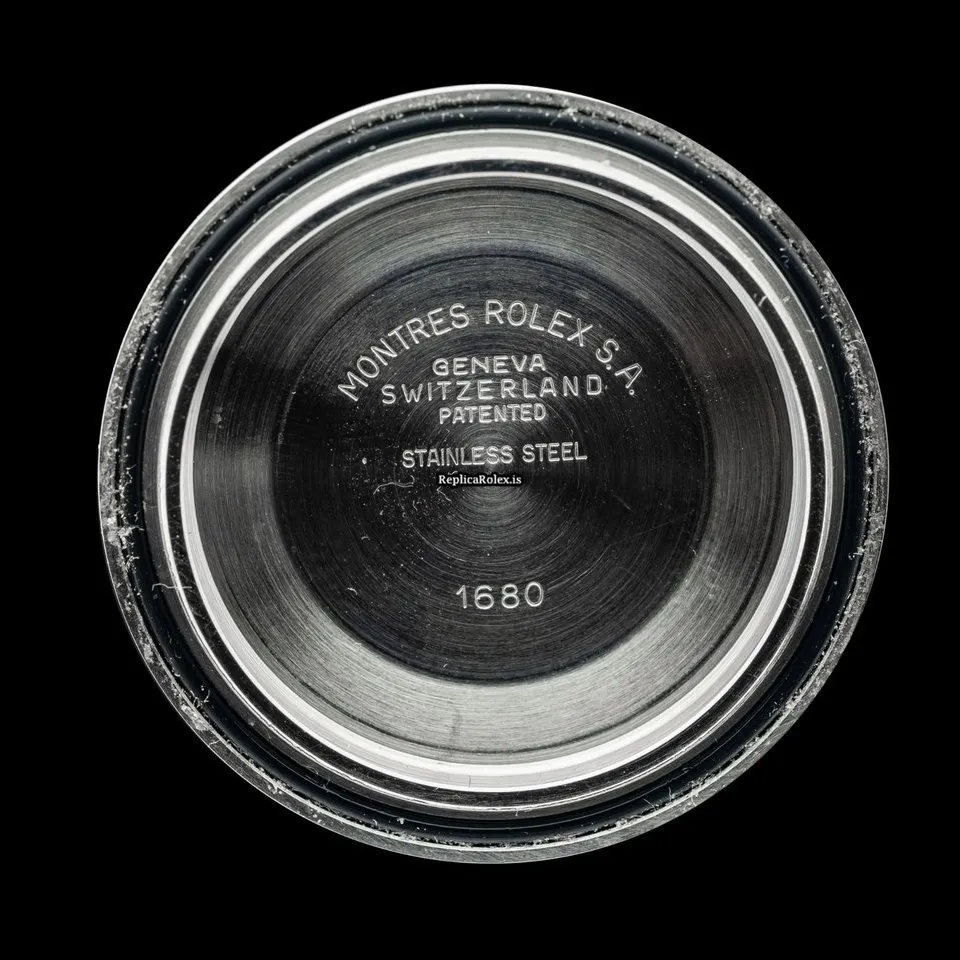 MONTRES ROLEX S.A.
GENEVA
SWITZERLAND
PATENTED
STAINLESS STEEL
ReplicaRolex.is
1680